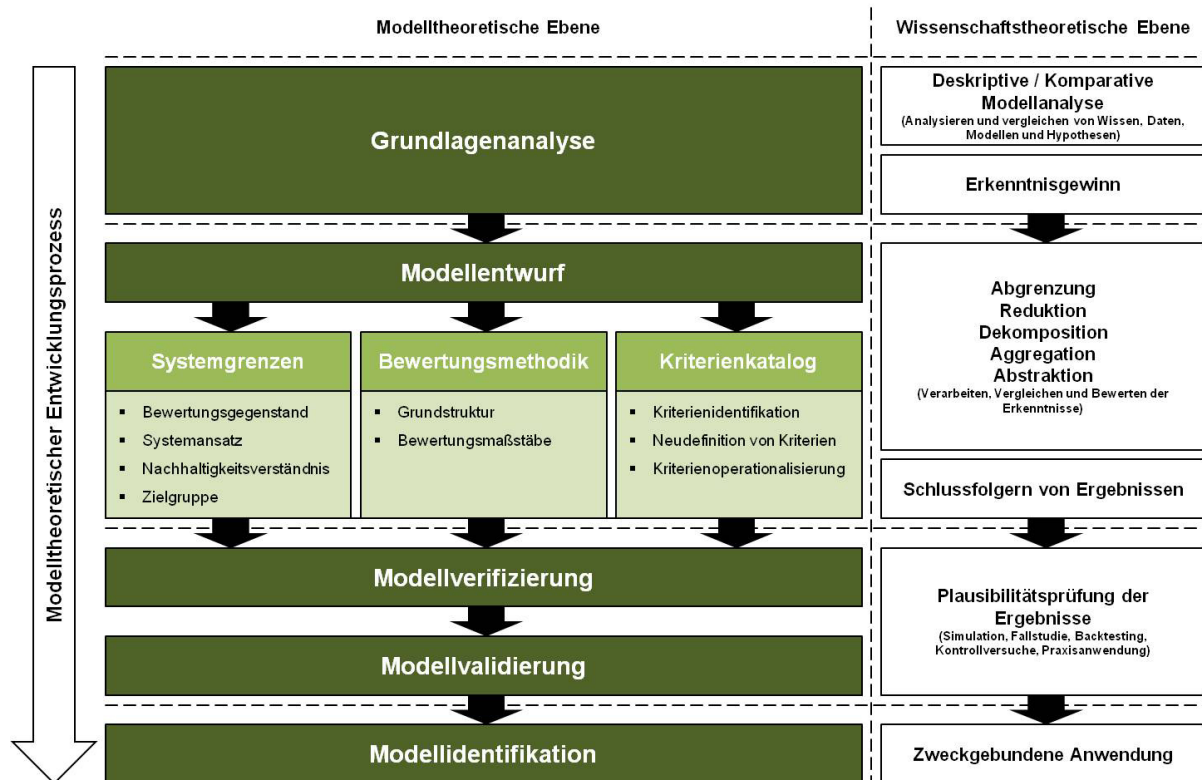 Modelltheoretische Ebene
Wissenschaftstheoretische Ebene
Modelltheoretischer Entwicklungsprozess
Grundlagenanalyse
Deskriptive / Komparative
Modellanalyse
(Analysieren und vergleichen von Wissen, Daten,
Modellen und Hypothesen)
Erkenntnisgewinn
Modellentwurf
Systemgrenzen
▪ Bewertungsgegenstand
▪ Systemansatz
▪ Nachhaltigkeitsverständnis
▪ Zielgruppe
Bewertungsmethodik
▪ Grundstruktur
▪ Bewertungsmaßstäbe
Kriterienkatalog
▪ Kriterienidentifikation
▪ Neudefinition von Kriterien
▪ Kriterienoperationalisierung
Abgrenzung
Reduktion
Dekomposition
Aggregation
Abstraktion
(Verarbeiten, Vergleichen und Bewerten der
Erkenntnisse)
Schlussfolgern von Ergebnissen
Modellverifizierung
Modellvalidierung
Plausibilitätsprüfung der
Ergebnisse
(Simulation, Fallstudie, Backtesting,
Kontrollversuche, Praxisanwendung)
Modellidentifikation
Zweckgebundene Anwendung